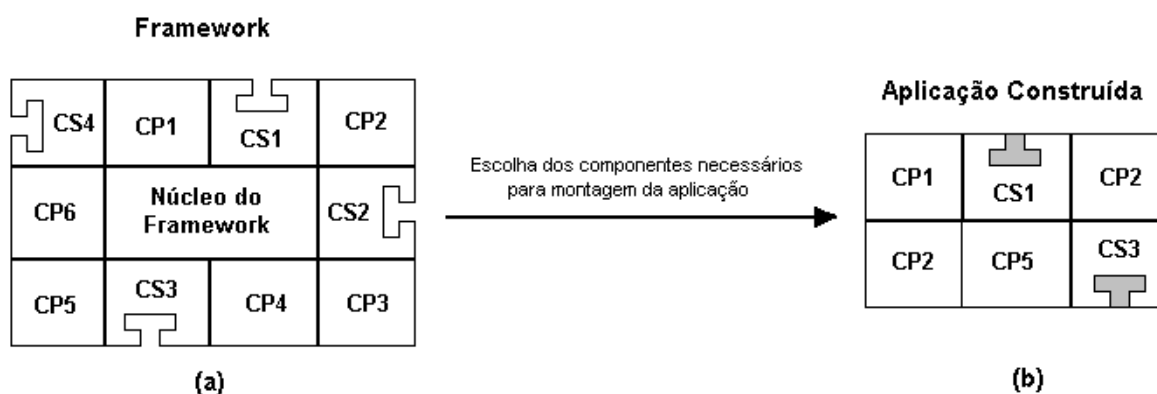 Framework
CS4
CP1
CS1
CP2
CP6
Núcleo do
Framework
CS2
CP5
CS3
CP4
CP3
(a)
Escolha dos componentes necessários
para montagem da aplicação
Aplicação Construída
CP1
CS1
CP2
CP2
CP5
CS3
(b)